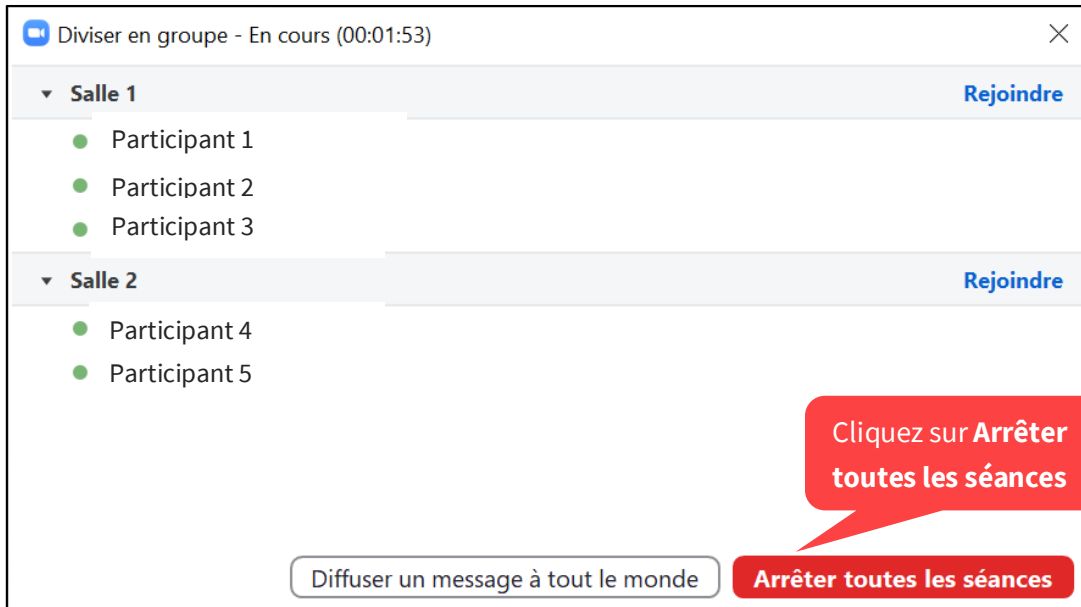 Diviser en groupe - En cours (00:01:53)
Salle 1 Rejoindre
Participant 1
Participant 2
Participant 3
Salle 2 Rejoindre
Participant 4
Participant 5
Cliquez sur Arrêter
toutes les séances
Diffuser un message à tout le monde Arrêter toutes les séances